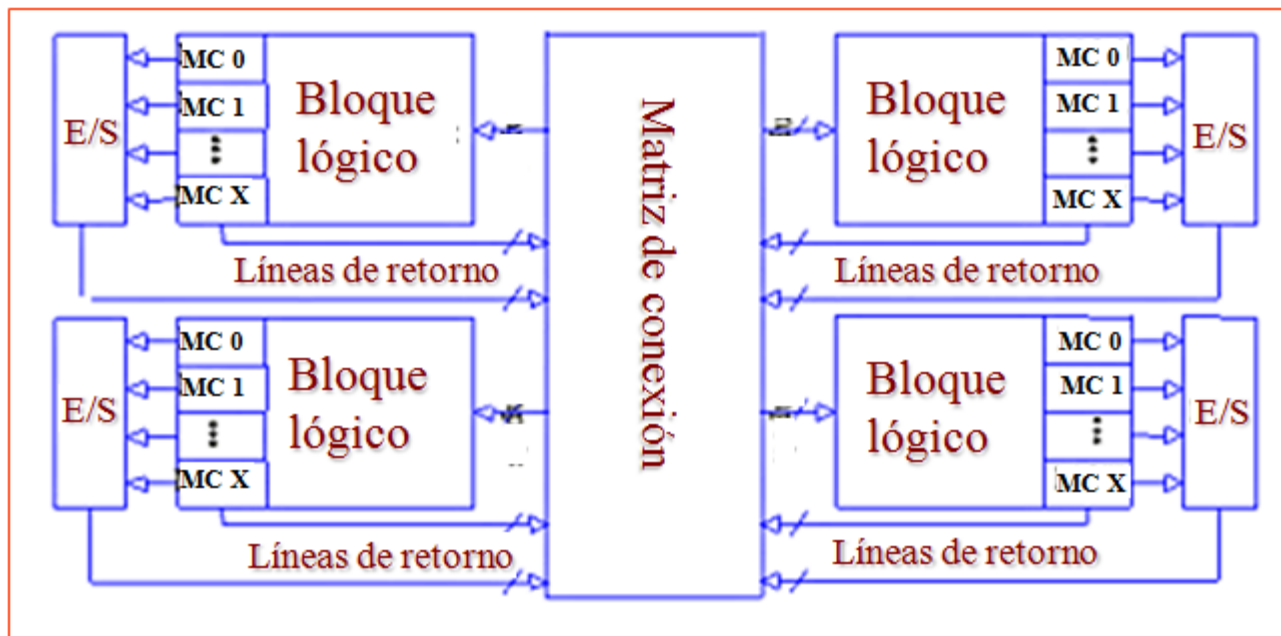 E/S
MC 0
MC 1
MC X
Bloque
lógico
Líneas de retorno
Matriz de conexión
Bloque
lógico
MC 0
MC 1
MC X
E/S
Líneas de retorno
E/S
MC 0
MC 1
MC X
Bloque
lógico
Líneas de retorno
Bloque
lógico
MC 0
MC 1
MC X
E/S
Líneas de retorno